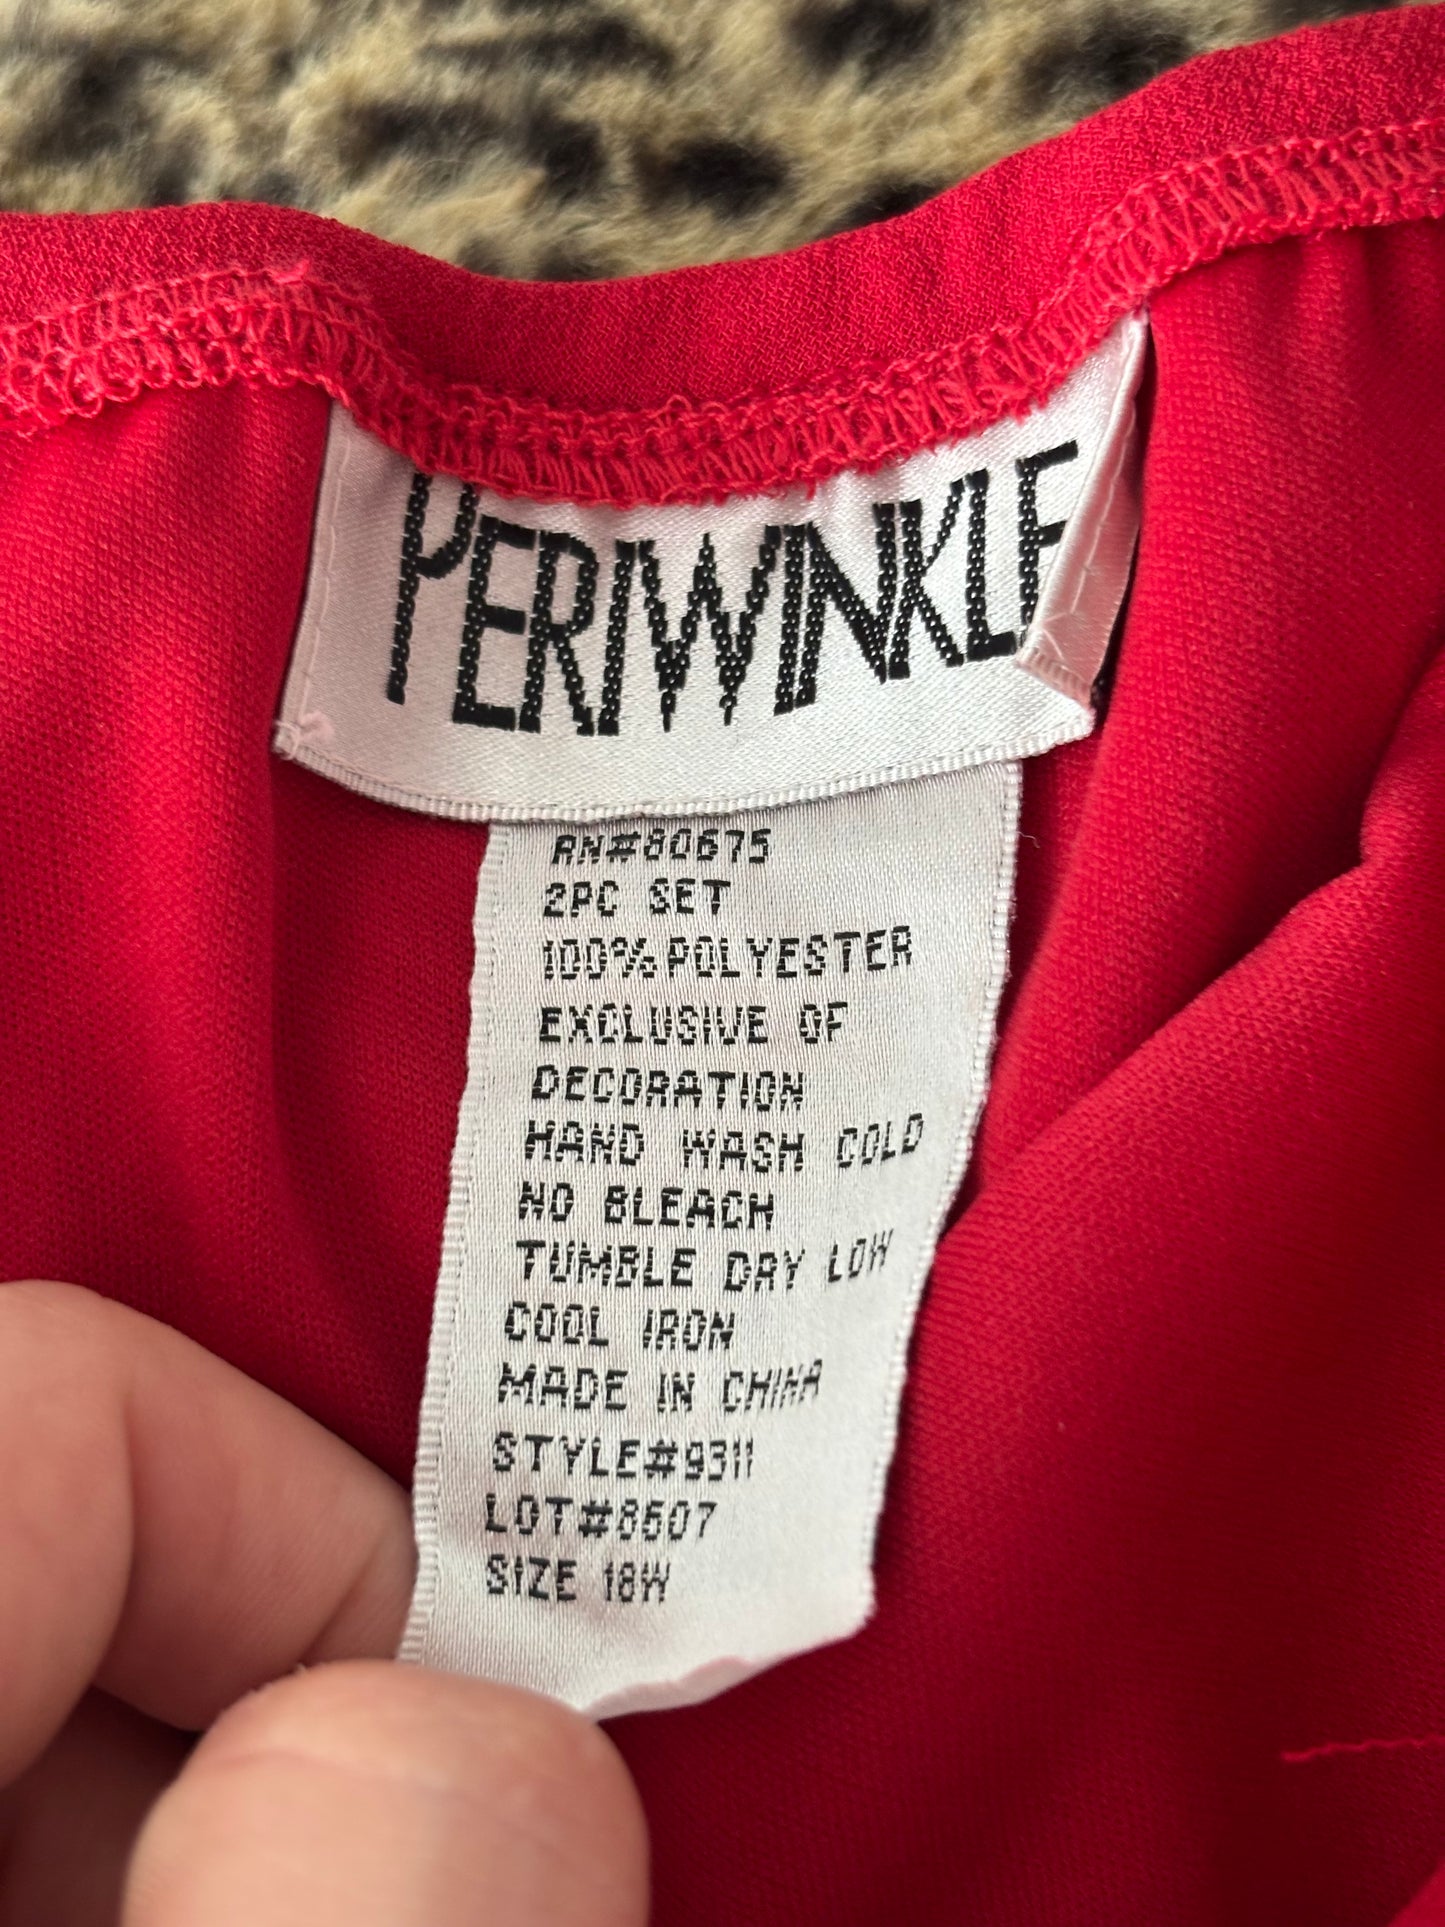 PERIWINKLE
RN#80675
2PC SET
100% POLYESTER
EXCLUSIVE OF
DECORATION
HAND WASH COLD
NO BLEACH
TUMBLE DRY LOW
COOL IRON
MADE IN CHINA
STYLE#9311
LOT#8607
SIZE 18W